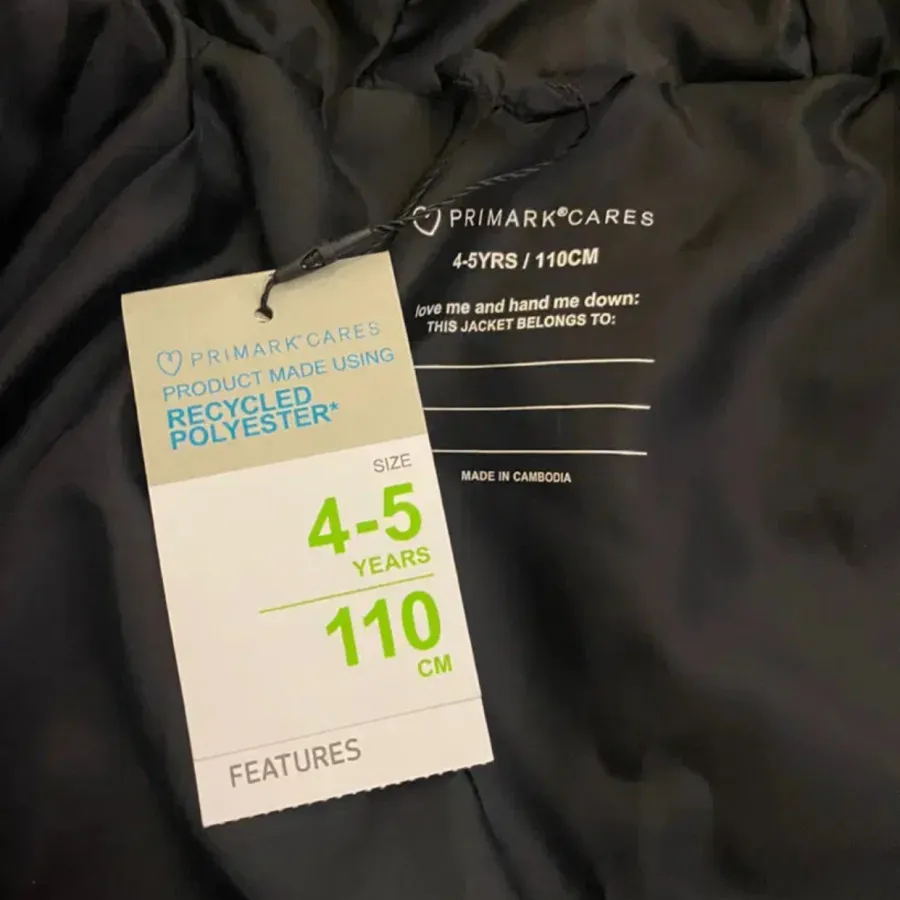 PRIMARK®CARES
4-5YRS / 110CM
love me and hand me down:
THIS JACKET BELONGS TO:
MADE IN CAMBODIA
PRIMARK®CARES
PRODUCT MADE USING
RECYCLED
POLYESTER*
SIZE
4-5
YEARS
110
CM
FEATURES